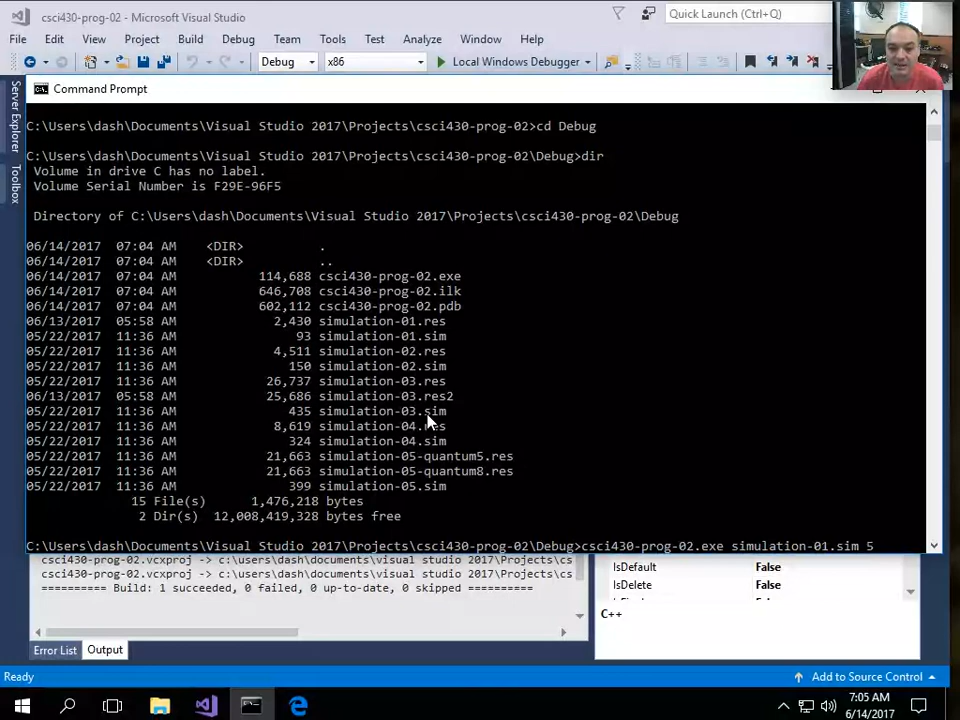 csci430-prog-02 - Microsoft Visual Studio
Quick Launch (Ctrl+Q)
File Edit View Project Build Debug Team Tools Test Analyze Window Help
Debug x86 Local Windows Debugger
Server Explorer
Toolbox
Command Prompt
C:\Users\dash\Documents\Visual Studio 2017\Projects\csci430-prog-02>cd Debug
C:\Users\dash\Documents\Visual Studio 2017\Projects\csci430-prog-02\Debug>dir
Volume in drive C has no label.
Volume Serial Number is F29E-96F5
Directory of C:\Users\dash\Documents\Visual Studio 2017\Projects\csci430-prog-02\Debug
06/14/2017 07:04 AM <DIR> .
06/14/2017 07:04 AM <DIR> ..
06/14/2017 07:04 AM 114,688 csci430-prog-02.exe
06/14/2017 07:04 AM 646,708 csci430-prog-02.ilk
06/14/2017 07:04 AM 602,112 csci430-prog-02.pdb
06/13/2017 05:58 AM 2,430 simulation-01.res
05/22/2017 11:36 AM 93 simulation-01.sim
05/22/2017 11:36 AM 4,511 simulation-02.res
05/22/2017 11:36 AM 150 simulation-02.sim
05/22/2017 11:36 AM 26,737 simulation-03.res
06/13/2017 05:58 AM 25,686 simulation-03.res2
05/22/2017 11:36 AM 435 simulation-03.sim
05/22/2017 11:36 AM 8,619 simulation-04.res
05/22/2017 11:36 AM 324 simulation-04.sim
05/22/2017 11:36 AM 21,663 simulation-05-quantum5.res
05/22/2017 11:36 AM 21,663 simulation-05-quantum8.res
05/22/2017 11:36 AM 399 simulation-05.sim
15 File(s) 1,476,218 bytes
2 Dir(s) 12,008,419,328 bytes free
C:\Users\dash\Documents\Visual Studio 2017\Projects\csci430-prog-02\Debug>csci430-prog-02.exe simulation-01.sim 5
csci430-prog-02.vcxproj -> c:\users\dash\documents\visual studio 2017\Projects\cs
csci430-prog-02.vcxproj -> c:\users\dash\documents\visual studio 2017\Projects\cs
========== Build: 1 succeeded, 0 failed, 0 up-to-date, 0 skipped ==========
IsDefault False
IsDelete False
False
C++
Error List Output
Ready
Add to Source Control
7:05 AM
6/14/2017